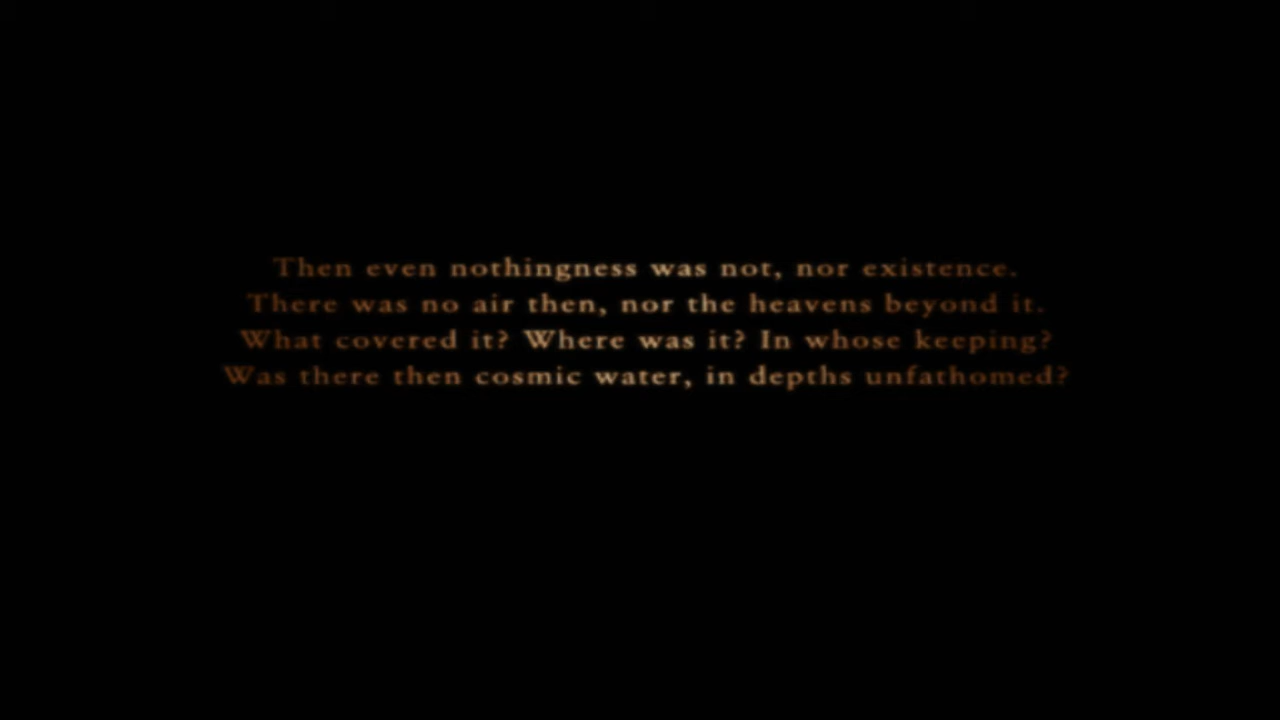 Then even nothingness was not, nor existence.
There was no air then, nor the heavens beyond it.
What covered it? Where was it? In whose keeping?
Was there then cosmic water, in depths unfathomed?